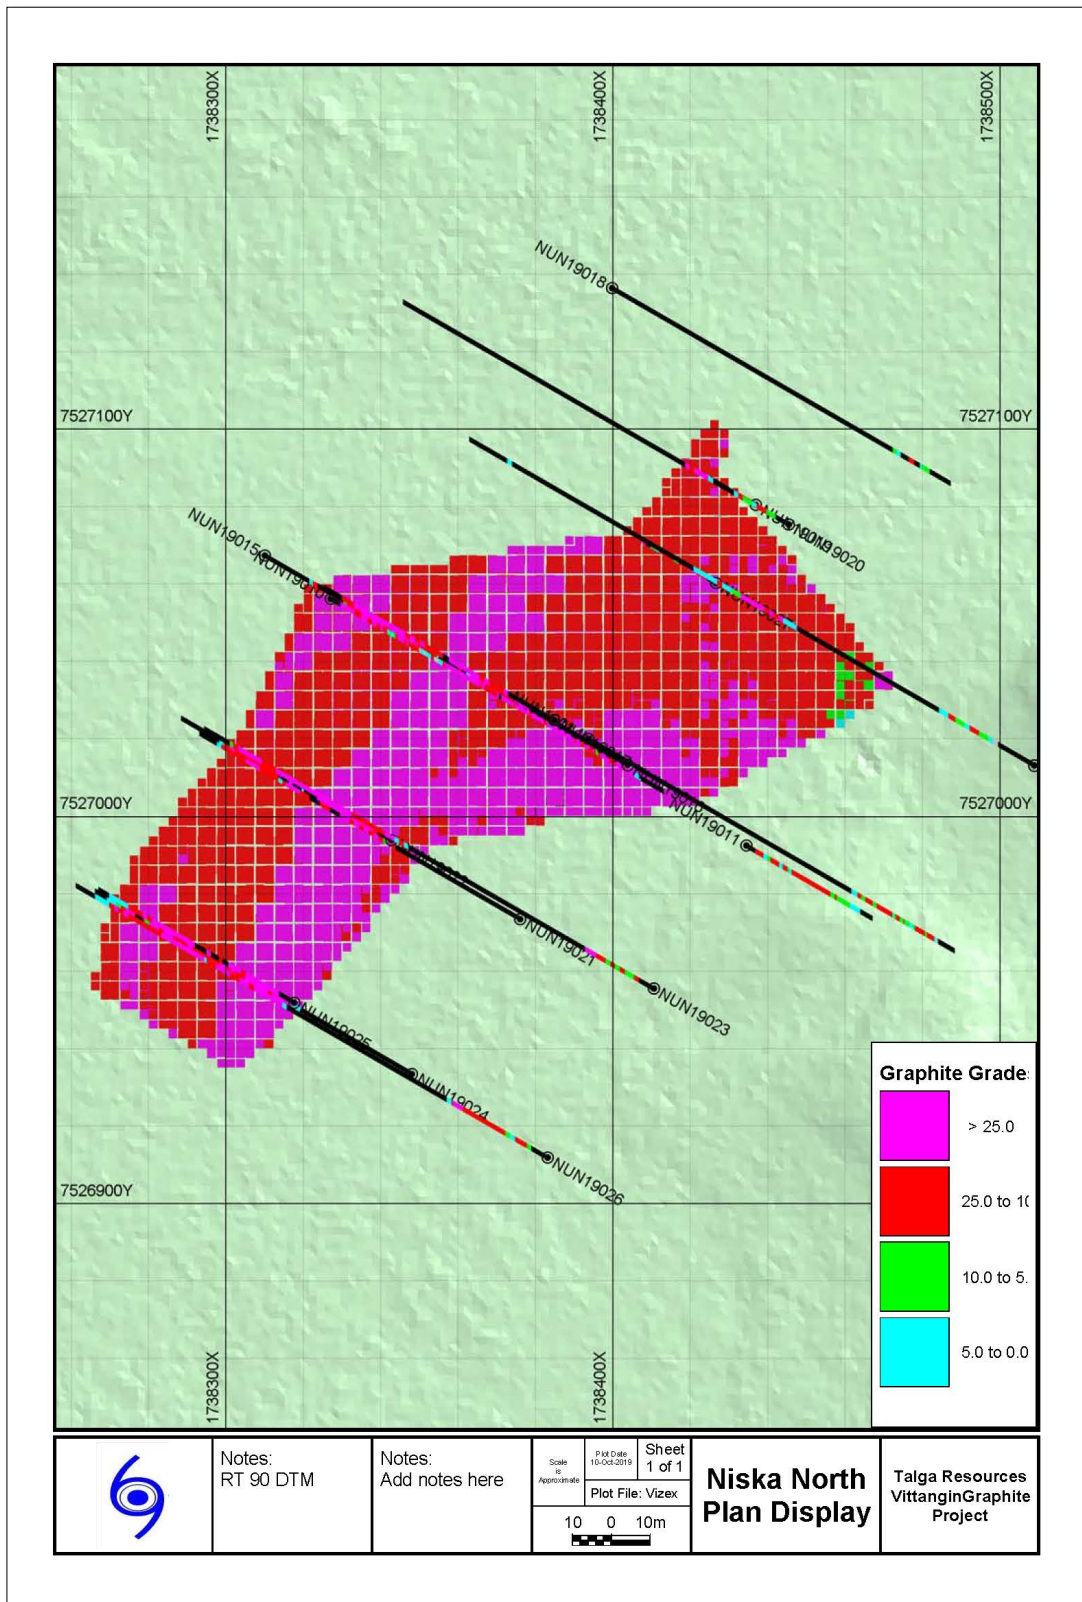 1738300X
1738400X
1738500X
NUN19018
7527100Y
7527100Y
NUN19020
NUN19015
7527000Y
7527000Y
NUN19011
NUN19021
NUN19023
NUN19025
NUN19024
NUN19026
7526900Y
1738300X
1738400X
Graphite Grade
> 25.0
25.0 to 10
10.0 to 5.
5.0 to 0.0
Notes:
RT 90 DTM
Notes:
Add notes here
Scale
is
Approximate
Plot Date
10-Oct-2019
Sheet
1 of 1
Plot File: Vizex
10 0 10m
Niska North
Plan Display
Talga Resources
VittanginGraphite
Project